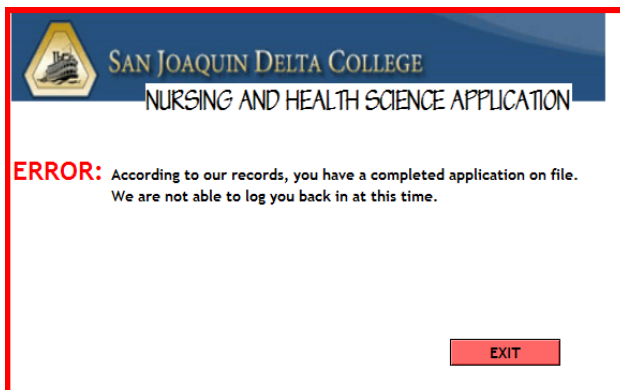 SAN JOAQUIN DELTA COLLEGE
NURSING AND HEALTH SCIENCE APPLICATION
ERROR: According to our records, you have a completed application on file.
We are not able to log you back in at this time.
EXIT